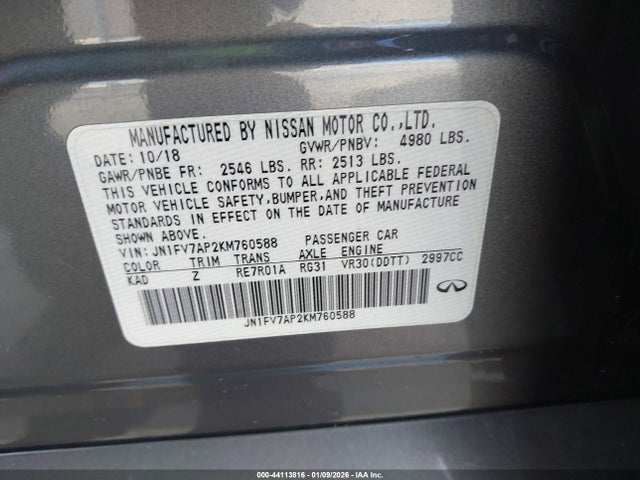 MANUFACTURED BY NISSAN MOTOR CO.,LTD.
DATE: 10/18 GVWR/PNBV: 4980 LBS.
GAWR/PNBE FR: 2546 LBS. RR: 2513 LBS.
THIS VEHICLE CONFORMS TO ALL APPLICABLE FEDERAL
MOTOR VEHICLE SAFETY,BUMPER,AND THEFT PREVENTION
STANDARDS IN EFFECT ON THE DATE OF MANUFACTURE
SHOWN ABOVE.
VIN: JN1FV7AP2KM760588 PASSENGER CAR
COLOR TRIM TRANS AXLE ENGINE
KAD Z RE7R01A RG31 VR30(DDTT) 2997CC
JN1FV7AP2KM760588
000-44113816 - 01/09/2026 - IAA Inc.